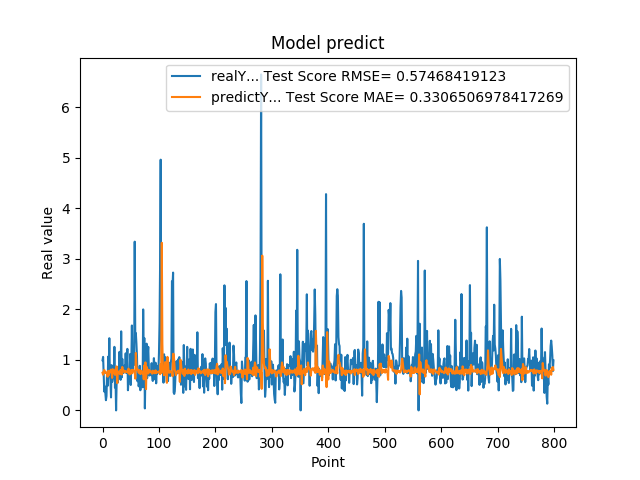 Model predict
realY... Test Score RMSE= 0.57468419123
predictY... Test Score MAE= 0.3306506978417269
6
5
4
3
2
1
0
Real value
0 100 200 300 400 500 600 700 800
Point